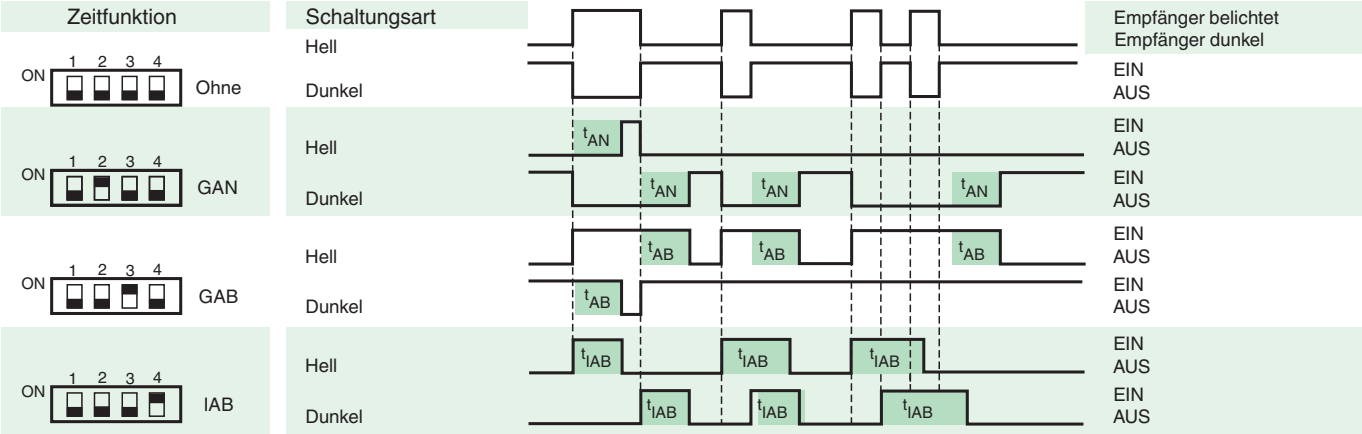 Zeitfunktion Schaltungsart
Empfänger belichtet
Empfänger dunkel
Hell
1 2 3 4
ON Ohne
Dunkel
EIN
AUS
Hell
tAN
EIN
AUS
1 2 3 4
ON GAN
Dunkel
tAN tAN tAN
EIN
AUS
Hell
tAB tAB tAB
EIN
AUS
1 2 3 4
ON GAB
Dunkel
tAB
EIN
AUS
Hell
tIAB tIAB tIAB
EIN
AUS
1 2 3 4
ON IAB
Dunkel
tIAB tIAB tIAB
EIN
AUS